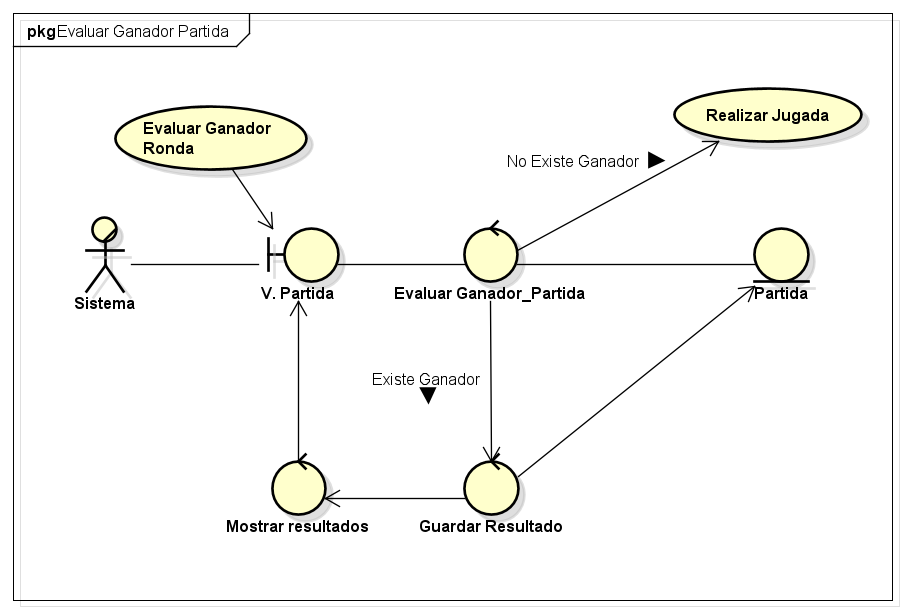 pkgEvaluar Ganador Partida
Realizar Jugada
Evaluar Ganador
Ronda
No Existe Ganador
Sistema
V. Partida
Evaluar Ganador_Partida
Partida
Existe Ganador
Mostrar resultados
Guardar Resultado